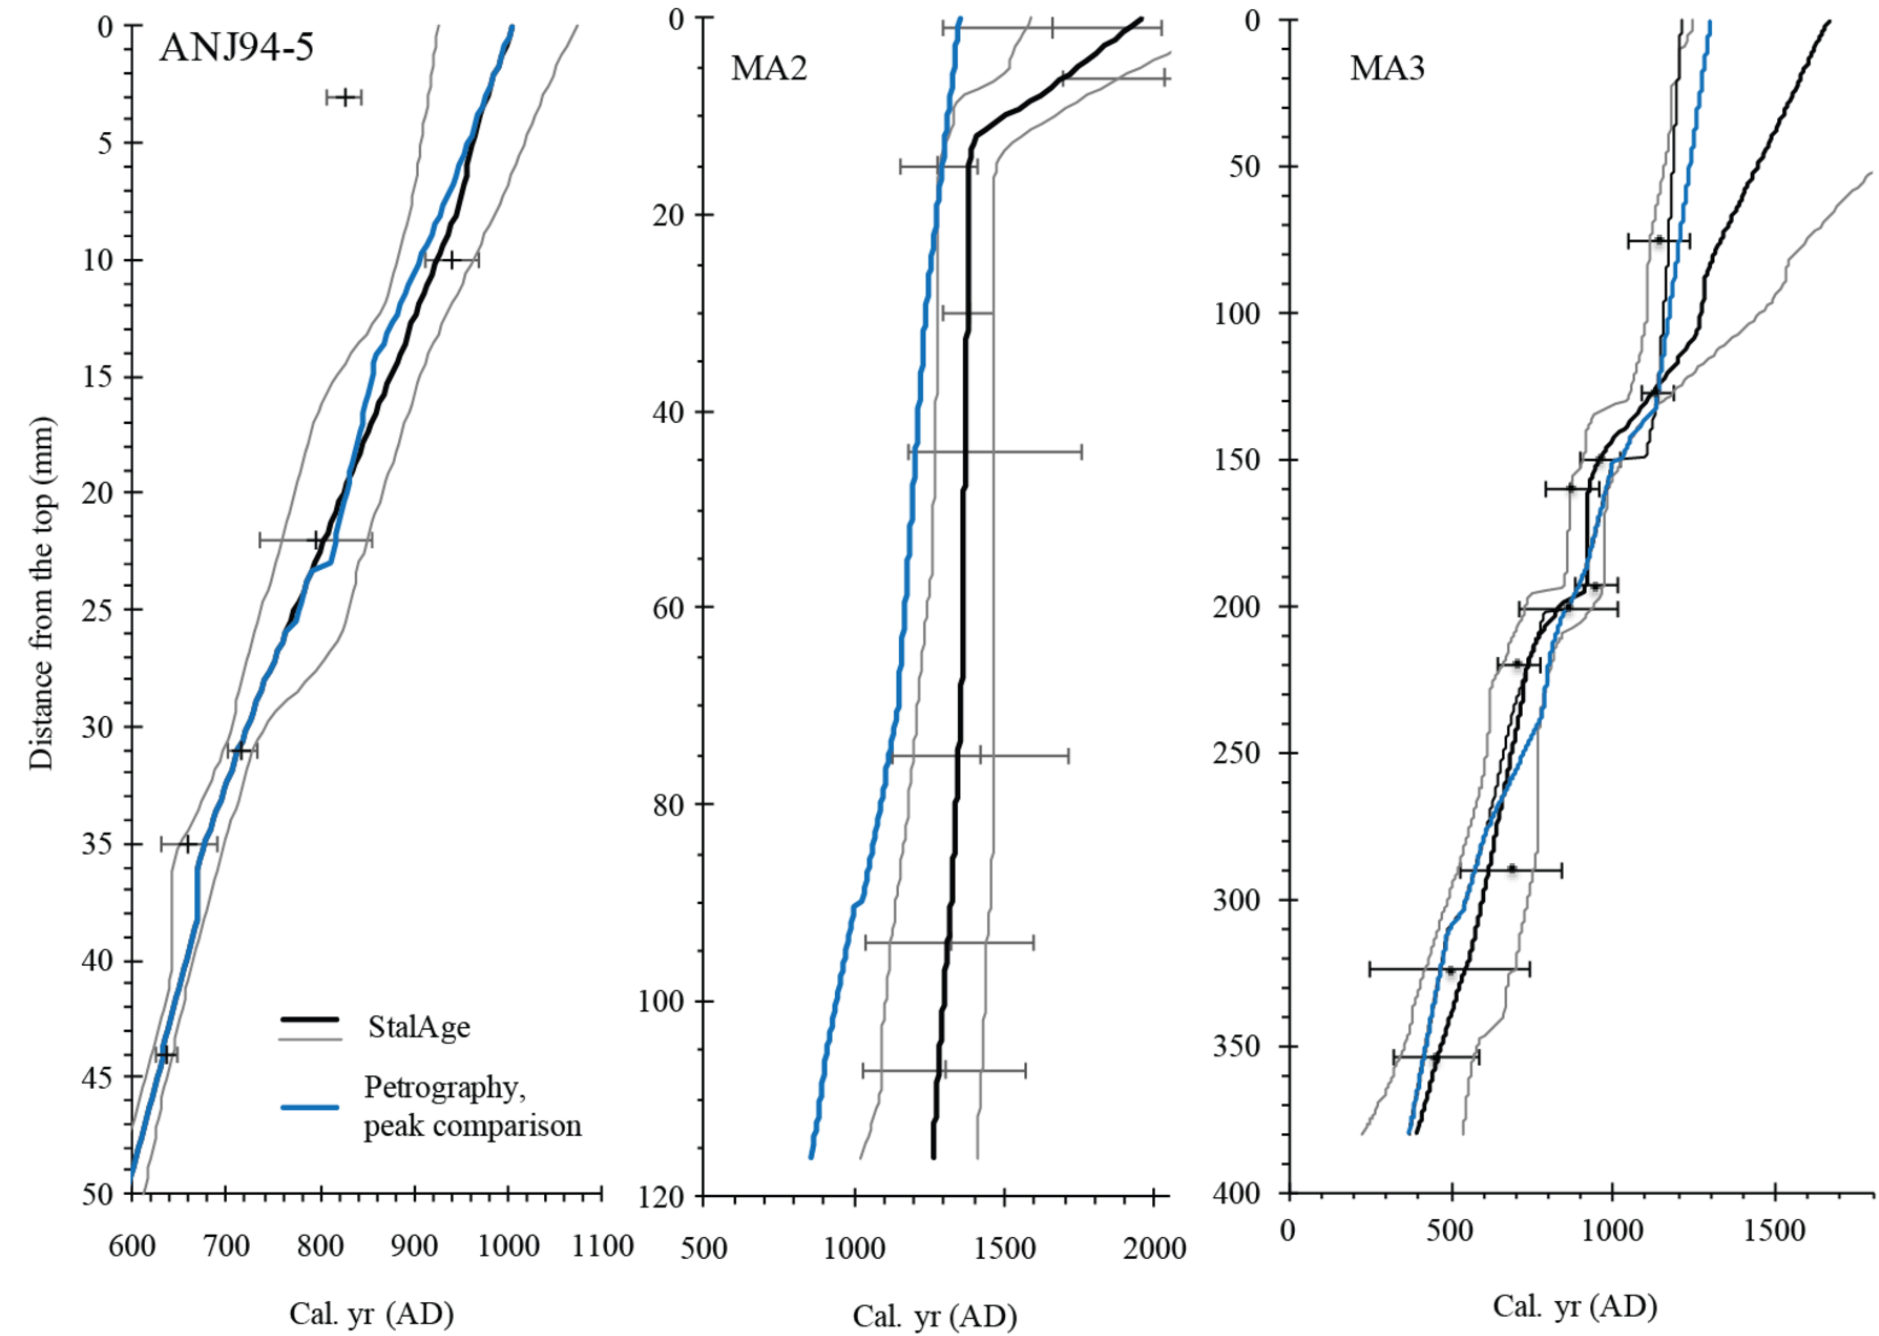 ANJ94-5
Distance from the top (mm)
0
5
10
15
20
25
30
35
40
45
50
600 700 800 900 1000 1100
Cal. yr (AD)
StalAge
Petrography,
peak comparison
MA2
0
20
40
60
80
100
120
500 1000 1500 2000
Cal. yr (AD)
MA3
0
50
100
150
200
250
300
350
400
0 500 1000 1500
Cal. yr (AD)